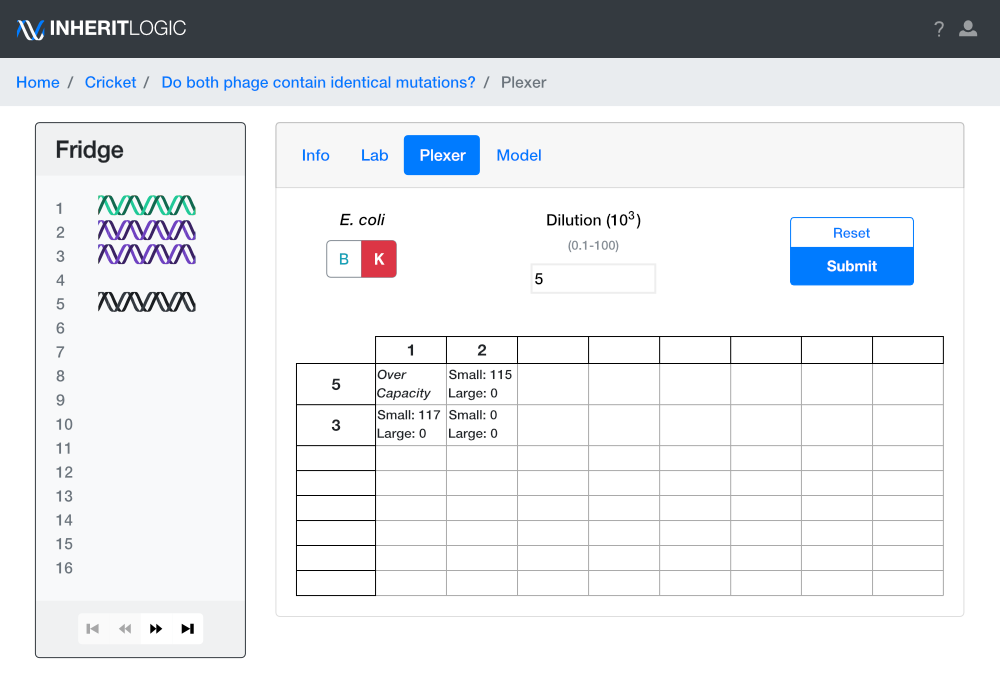 INHERITLOGIC ?
Home / Cricket / Do both phage contain identical mutations? / Plexer
Fridge
1
2
3
4
5
6
7
8
9
10
11
12
13
14
15
16
Info Lab Plexer Model
E. coli
B K
Dilution (10³)
(0.1-100)
5
Reset
Submit
1 2
5 Over Capacity Small: 115 Large: 0
3 Small: 117 Large: 0 Small: 0 Large: 0